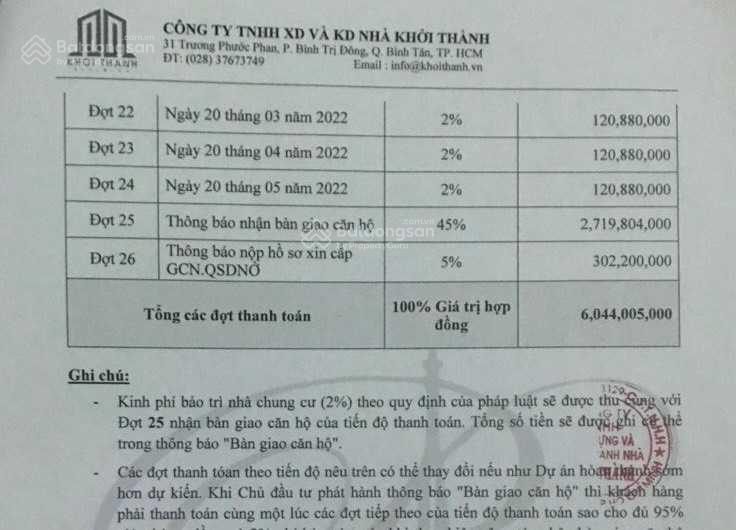 KHOI THANH
CÔNG TY TNHH XD VÀ KD NHÀ KHỞI THÀNH
31 Trương Phước Phan, P. Bình Trị Đông, Q. Bình Tân, TP. HCM
ĐT: (028) 37673749 Email : info@khoithanh.vn
Đợt 22 Ngày 20 tháng 03 năm 2022 2% 120,880,000
Đợt 23 Ngày 20 tháng 04 năm 2022 2% 120,880,000
Đợt 24 Ngày 20 tháng 05 năm 2022 2% 120,880,000
Đợt 25 Thông báo nhận bàn giao căn hộ 45% 2,719,804,000
Batdongsan.com.vn
by PropertyGuru
Đợt 26 Thông báo nộp hồ sơ xin cấp GCN.QSDNỞ 5% 302,200,000
Tổng các đợt thanh toán 100% Giá trị hợp đồng 6,044,005,000
Ghi chú:
- Kinh phí bảo trì nhà chung cư (2%) theo quy định của pháp luật sẽ được thu cùng với
Đợt 25 nhận bàn giao căn hộ của tiến độ thanh toán. Tổng số tiền sẽ được ghi cụ thể
trong thông báo "Bàn giao căn hộ".
- Các đợt thanh tóan theo tiến độ nêu trên có thể thay đổi nếu như Dự án hoàn thành sớm
hơn dự kiến. Khi Chủ đầu tư phát hành thông báo "Bàn giao căn hộ" thì khách hàng
phải thanh toán cùng một lúc các đợt tiếp theo của tiến độ thanh toán sao cho đủ 95%